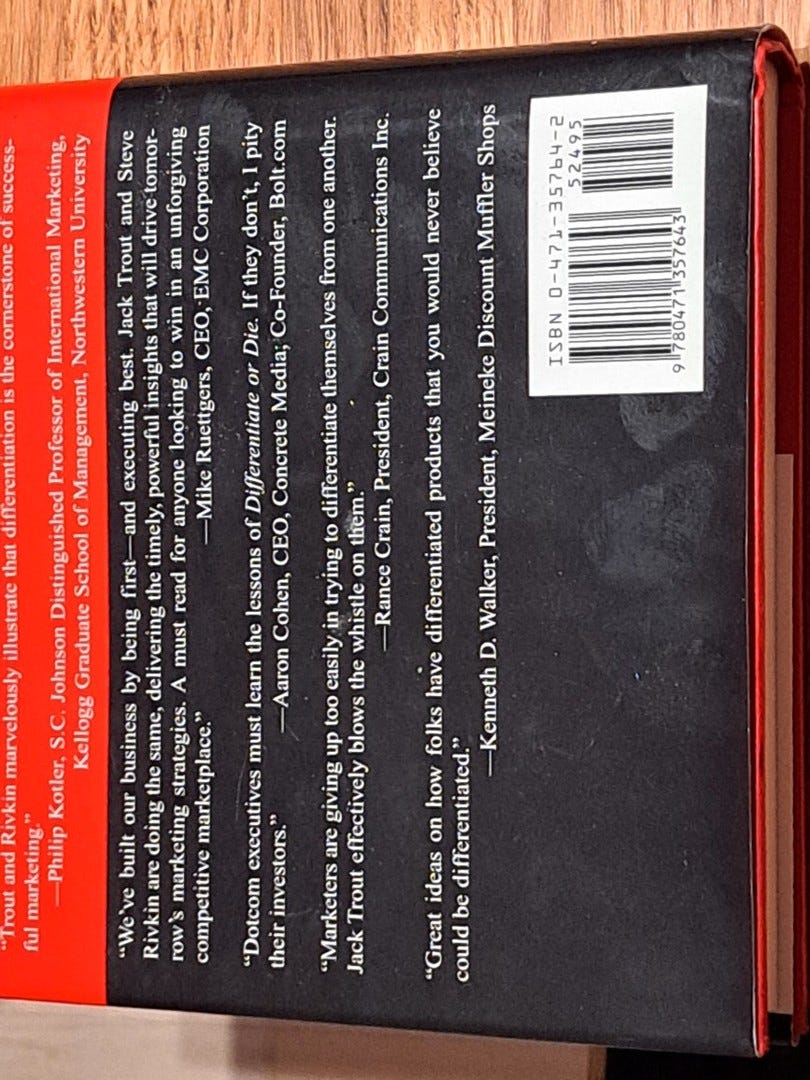 “Trout and Rivkin marvelously illustrate that differentiation is the cornerstone of success-
ful marketing.”
—Philip Kotler, S.C. Johnson Distinguished Professor of International Marketing,
Kellogg Graduate School of Management, Northwestern University
“We’ve built our business by being first—and executing best. Jack Trout and Steve
Rivkin are doing the same, delivering the timely, powerful insights that will drive tomor-
row’s marketing strategies. A must read for anyone looking to win in an unforgiving
competitive marketplace.”
—Mike Ruettgers, CEO, EMC Corporation
“Dotcom executives must learn the lessons of Differentiate or Die. If they don’t, I pity
their investors.”
—Aaron Cohen, CEO, Concrete Media; Co-Founder, Bolt.com
“Marketers are giving up too easily in trying to differentiate themselves from one another.
Jack Trout effectively blows the whistle on them.”
—Rance Crain, President, Crain Communications Inc.
“Great ideas on how folks have differentiated products that you would never believe
could be differentiated.”
—Kenneth D. Walker, President, Meineke Discount Muffler Shops
ISBN 0-471-35764-2
52495
9 780471 357643